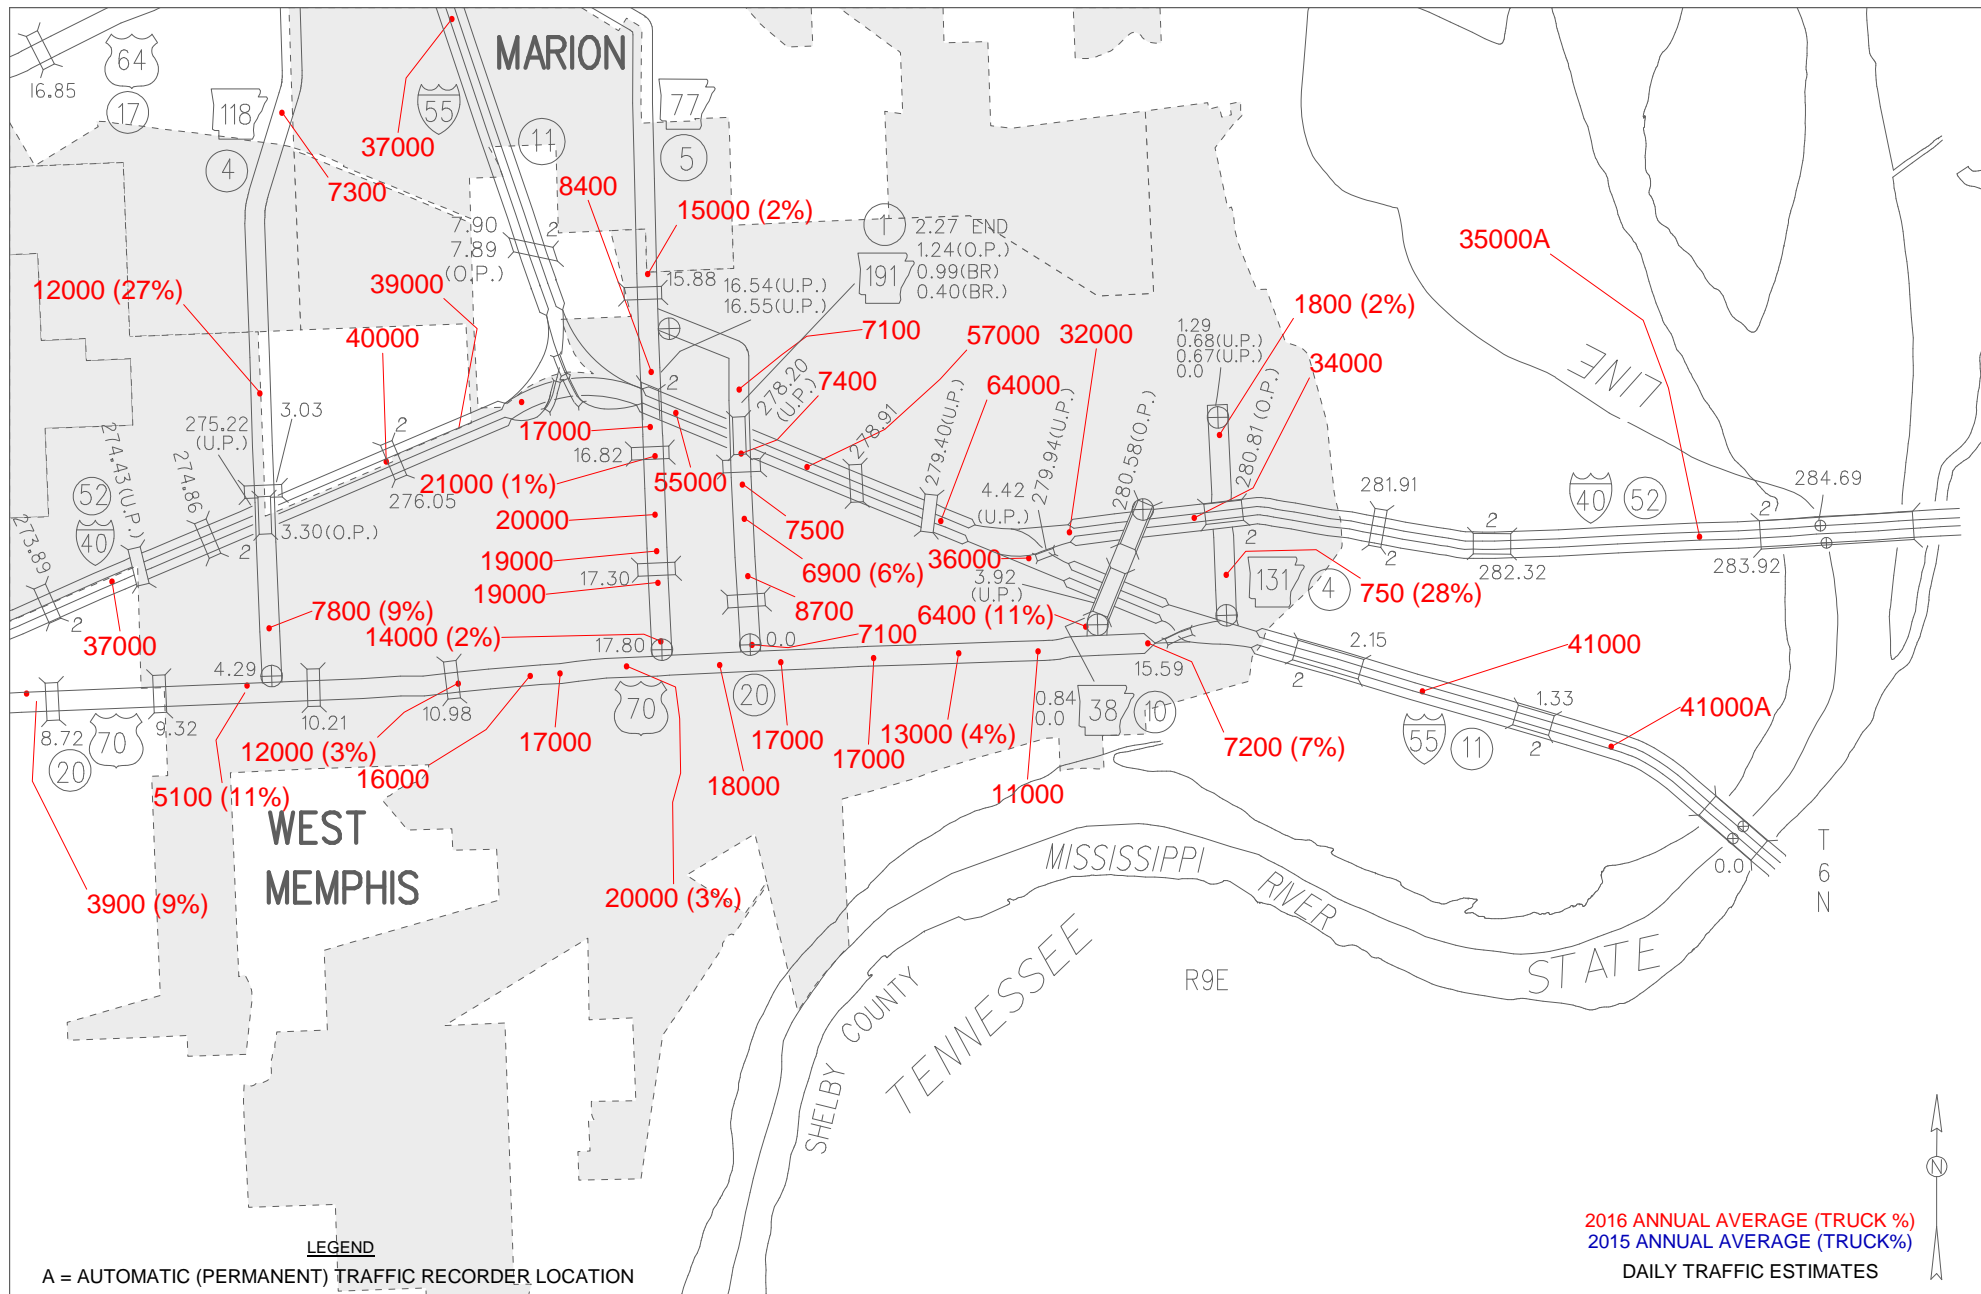 MARION
64
17
16.85
118
4
55
11
77
5
37000
7300
8400
15000 (2%)
7.90
7.89
(O.P.)
2
1
2.27 END
1.24(O.P.)
0.99(BR)
0.40(BR.)
191
35000A
12000 (27%)
39000
40000
15.88
16.54(U.P.)
16.55(U.P.)
7100
57000
32000
1.29
0.68(U.P.)
0.67(U.P.)
0.0
1800 (2%)
34000
LINE
64000
7400
278.20
(U.P.)
2
3.03
275.22
(U.P.)
2
17000
16.82
278.91
279.40(U.P.)
279.94(U.P.)
280.58(O.P.)
280.81(O.P.)
274.43(U.P.)
274.86
52
40
273.89
2
3.30(O.P.)
276.05
21000 (1%)
55000
4.42
(U.P.)
281.91
40
52
2
284.69
20000
7500
2
2
2
19000
6900 (6%)
36000
282.32
283.92
17.30
3.92
(U.P.)
131
4
750 (28%)
19000
8700
2
37000
7800 (9%)
14000 (2%)
6400 (11%)
7100
17.80
0.0
4.29
15.59
2.15
41000
2
1.33
41000A
2
8.72
70
20
9.32
10.21
10.98
70
20
0.84
0.0
38
10
55
11
12000 (3%)
16000
17000
18000
17000
17000
13000 (4%)
11000
7200 (7%)
5100 (11%)
WEST
MEMPHIS
3900 (9%)
20000 (3%)
MISSISSIPPI
RIVER
0.0
T
6
N
STATE
R9E
TENNESSEE
SHELBY COUNTY
N
LEGEND
A = AUTOMATIC (PERMANENT) TRAFFIC RECORDER LOCATION
2016 ANNUAL AVERAGE (TRUCK %)
2015 ANNUAL AVERAGE (TRUCK%)
DAILY TRAFFIC ESTIMATES